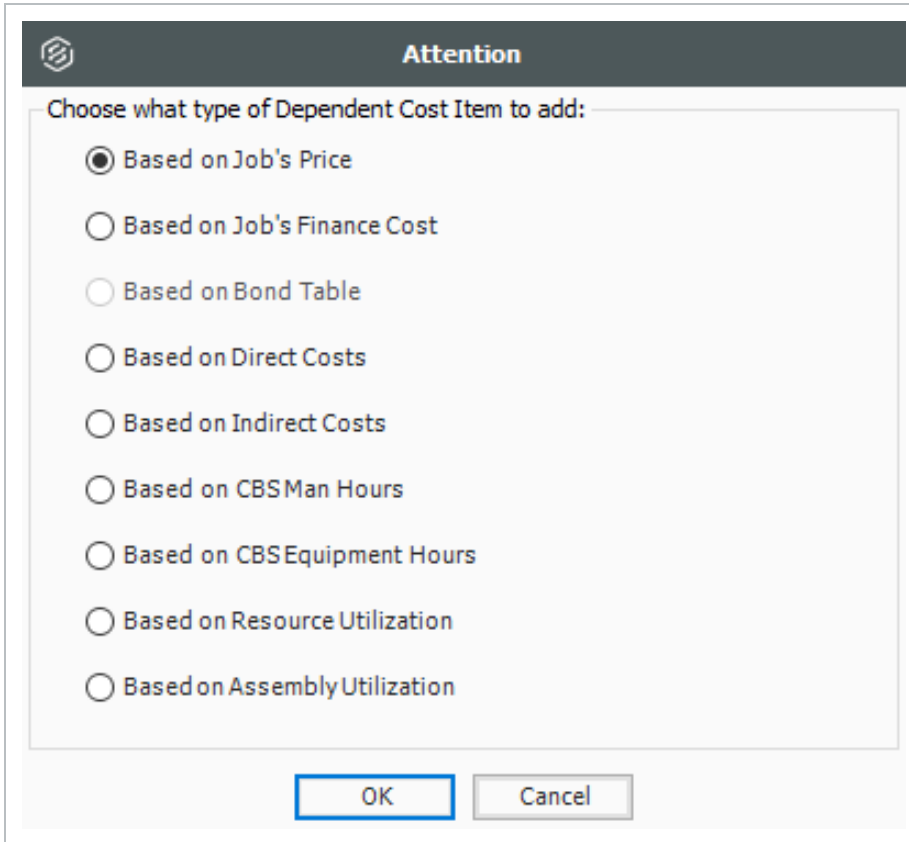 Attention
Choose what type of Dependent Cost Item to add:
Based on Job's Price
Based on Job's Finance Cost
Based on Bond Table
Based on Direct Costs
Based on Indirect Costs
Based on CBS Man Hours
Based on CBS Equipment Hours
Based on Resource Utilization
Based on Assembly Utilization
OK Cancel